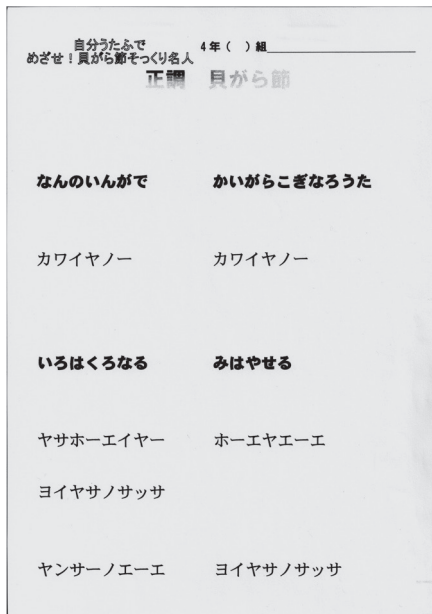 自分うたふで
めざせ！貝がら節そっくり名人
4年（　）組
正調　貝がら節
なんのいんがで　かいがらこぎなろうた
カワイヤノー　カワイヤノー
いろはくろなる　みはやせる
ヤサホーエイヤー　ホーエヤエーエ
ヨイヤサノサッサ
ヤンサーノエーエ　ヨイヤサノサッサ